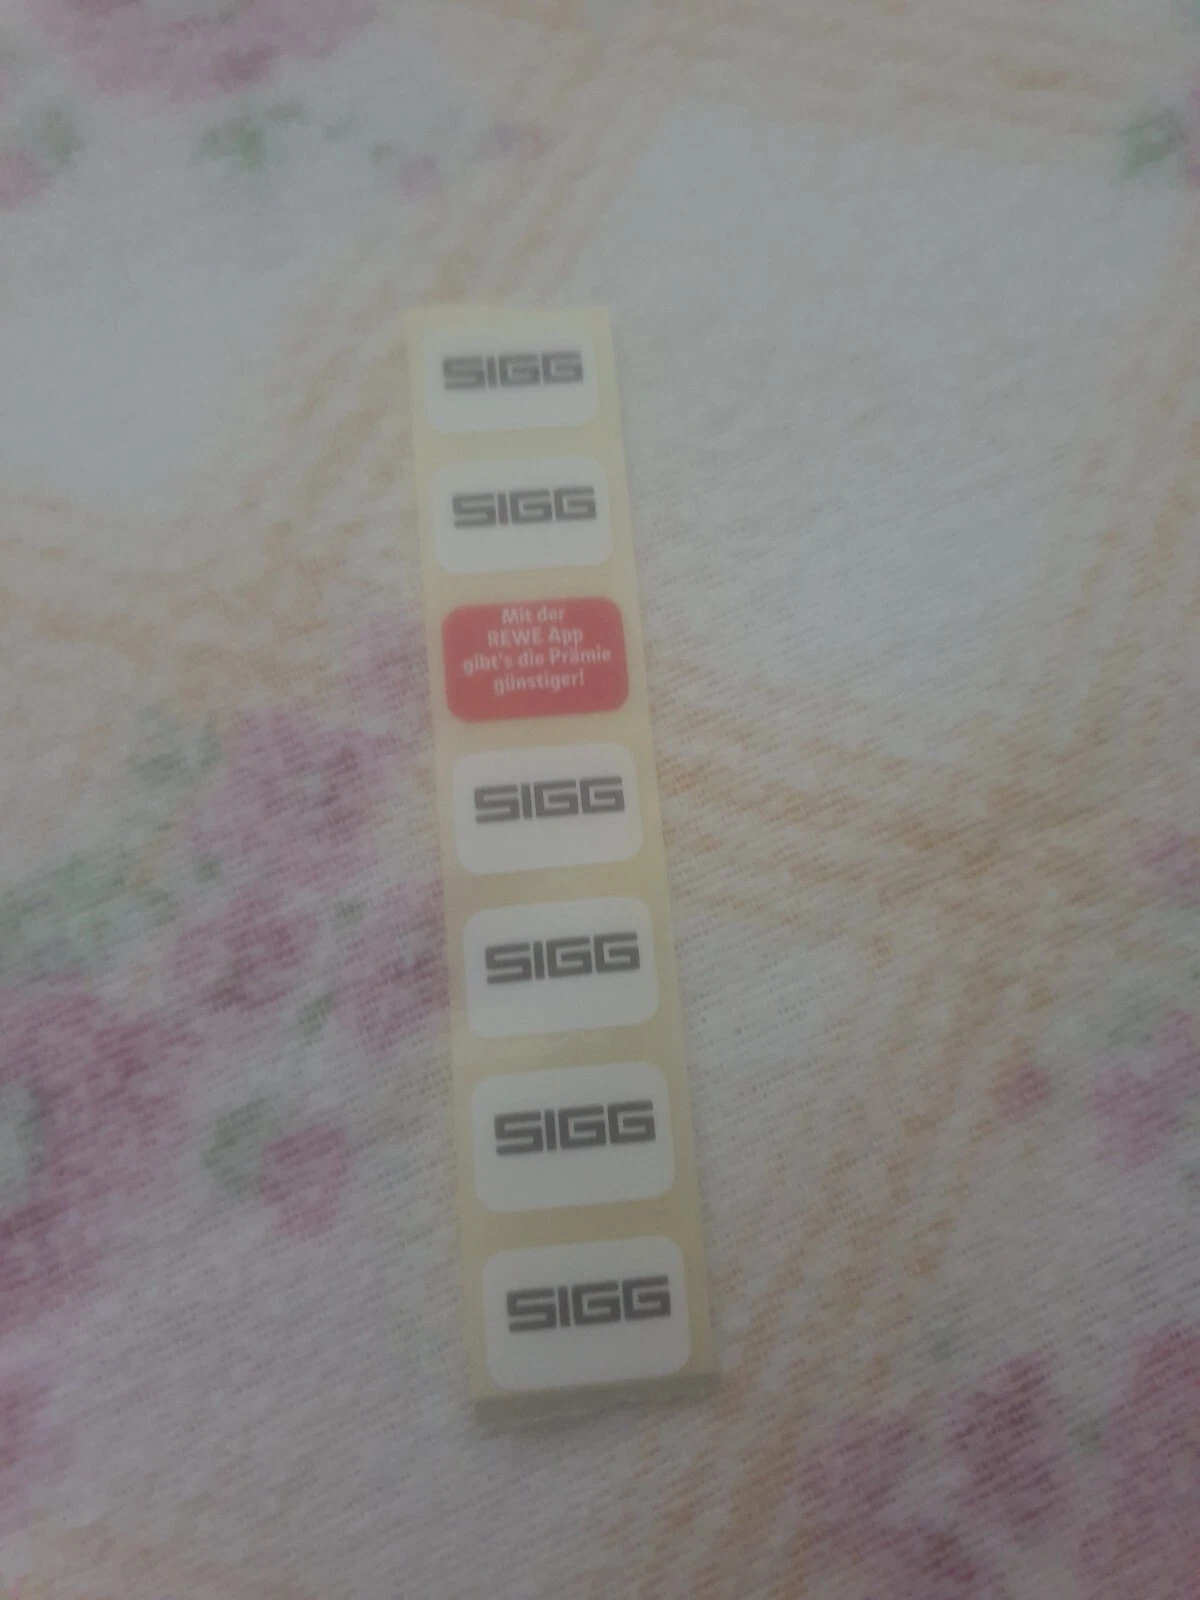 SIGG
SIGG
Mit der
REWE App
gibt's die Prämie
günstiger!
SIGG
SIGG
SIGG
SIGG